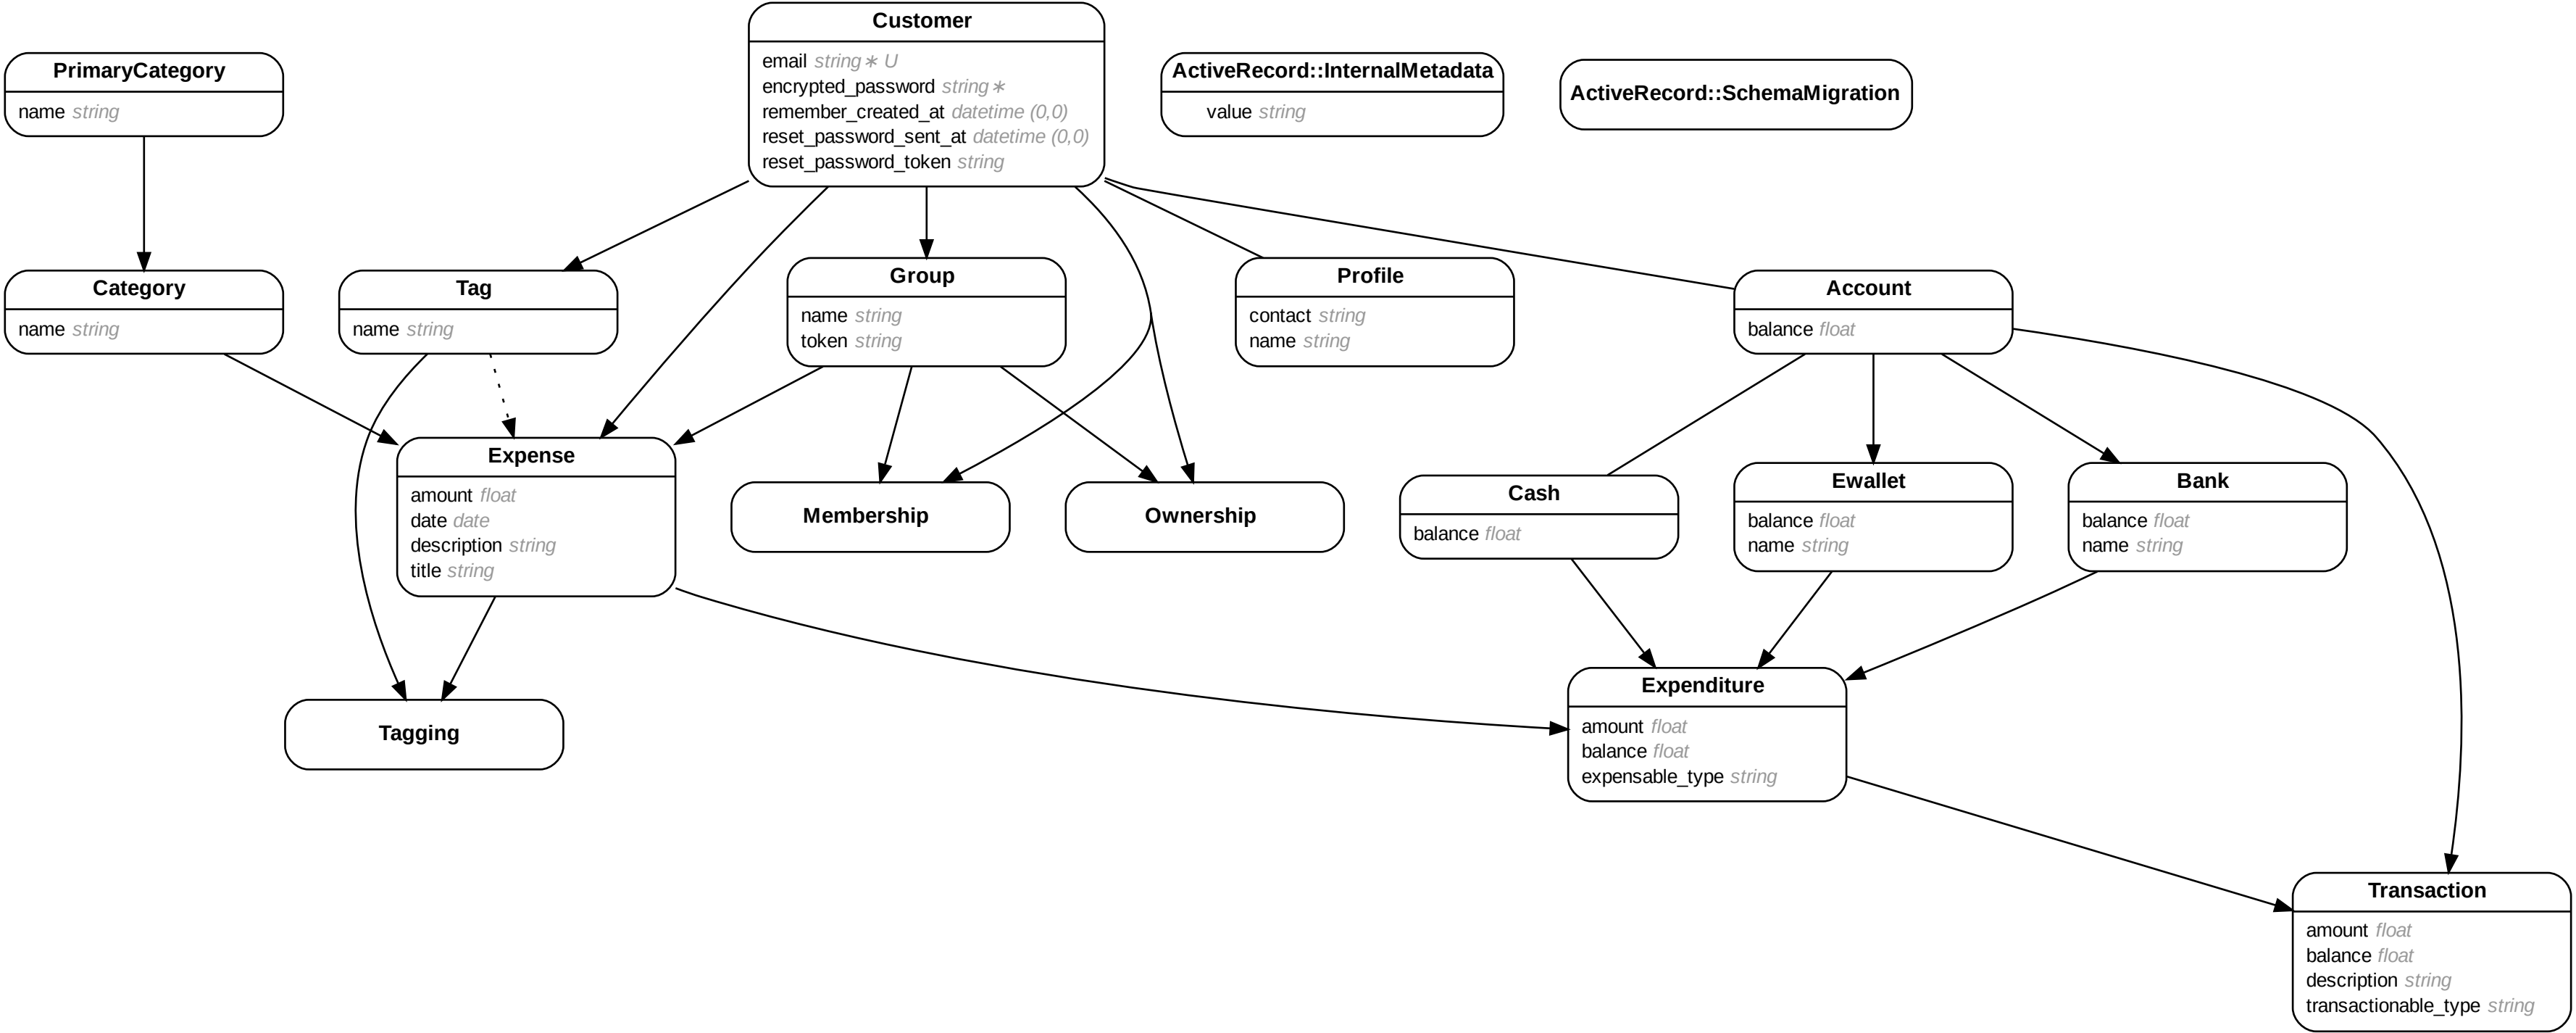 Customer
email string∗ U
encrypted_password string∗
remember_created_at datetime (0,0)
reset_password_sent_at datetime (0,0)
reset_password_token string
PrimaryCategory
name string
ActiveRecord::InternalMetadata
value string
ActiveRecord::SchemaMigration
Category
name string
Tag
name string
Group
name string
token string
Profile
contact string
name string
Account
balance float
Expense
amount float
date date
description string
title string
Membership
Ownership
Cash
balance float
Ewallet
balance float
name string
Bank
balance float
name string
Tagging
Expenditure
amount float
balance float
expensable_type string
Transaction
amount float
balance float
description string
transactionable_type string